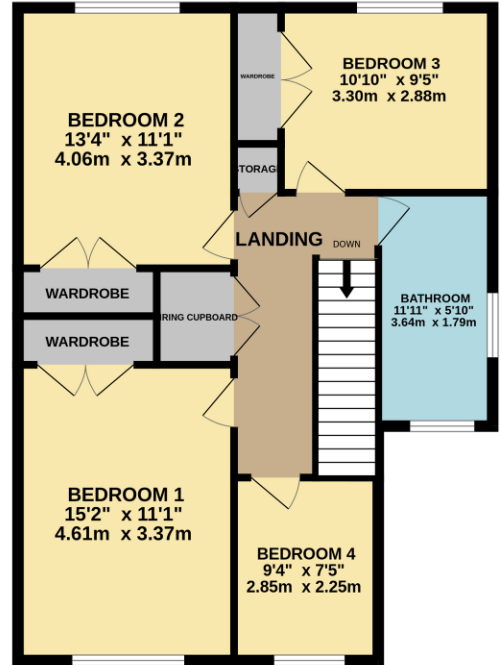 BEDROOM 2
13'4" x 11'1"
4.06m x 3.37m
WARDROBE
BEDROOM 3
10'10" x 9'5"
3.30m x 2.88m
STORAGE
LANDING
DOWN
WARDROBE
IRING CUPBOARD
WARDROBE
BATHROOM
11'11" x 5'10"
3.64m x 1.79m
BEDROOM 1
15'2" x 11'1"
4.61m x 3.37m
BEDROOM 4
9'4" x 7'5"
2.85m x 2.25m